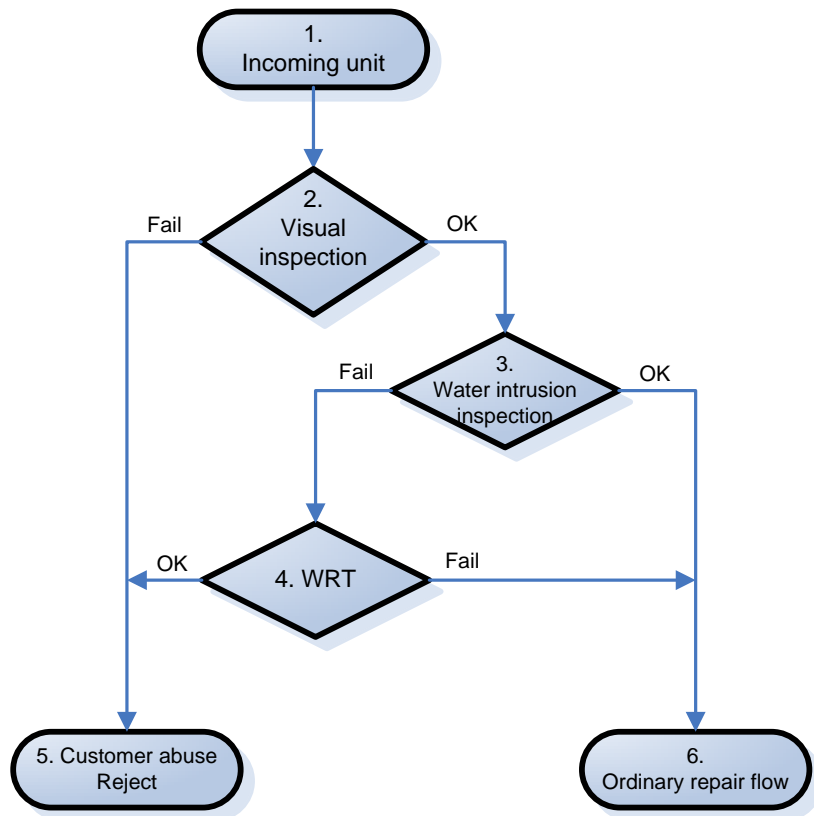 1.
Incoming unit
2.
Visual
inspection
Fail
OK
3.
Water intrusion
inspection
Fail
OK
4. WRT
OK
Fail
5. Customer abuse
Reject
6.
Ordinary repair flow